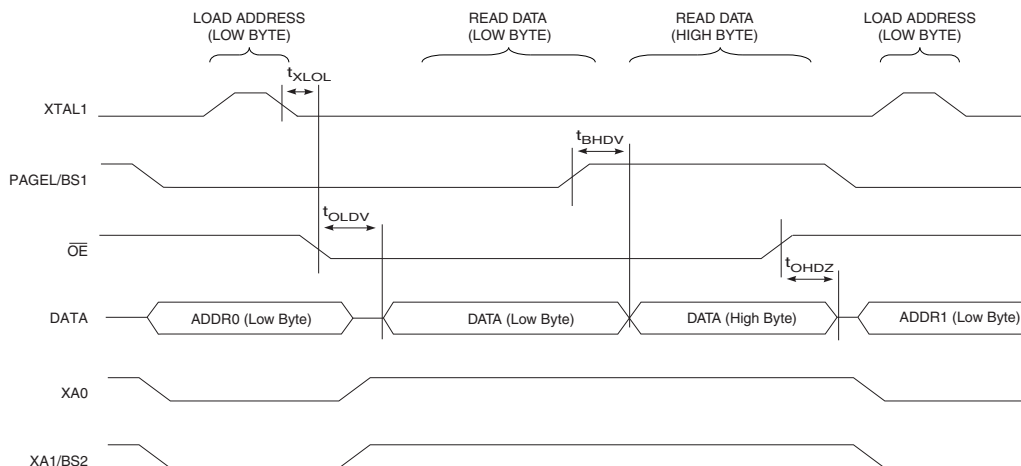 LOAD ADDRESS
(LOW BYTE)
READ DATA
(LOW BYTE)
READ DATA
(HIGH BYTE)
LOAD ADDRESS
(LOW BYTE)
tXLOL
XTAL1
tBHDV
PAGEL/BS1
tOLDV
OE
tOHDZ
DATA
ADDR0 (Low Byte)
DATA (Low Byte)
DATA (High Byte)
ADDR1 (Low Byte)
XA0
XA1/BS2